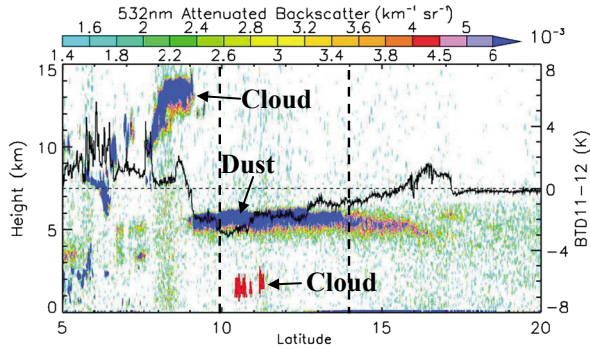 532nm Attenuated Backscatter (km⁻¹ sr⁻¹)
1.6 2 2.4 2.8 3.2 3.6 4 5 10⁻³
1.4 1.8 2.2 2.6 3 3.4 3.8 4.5 6
15 8
Cloud
4
10
Dust
0
5
-4
Cloud
0 -8
5 10 15 20
Latitude
Height (km)
BTD11-12 (K)